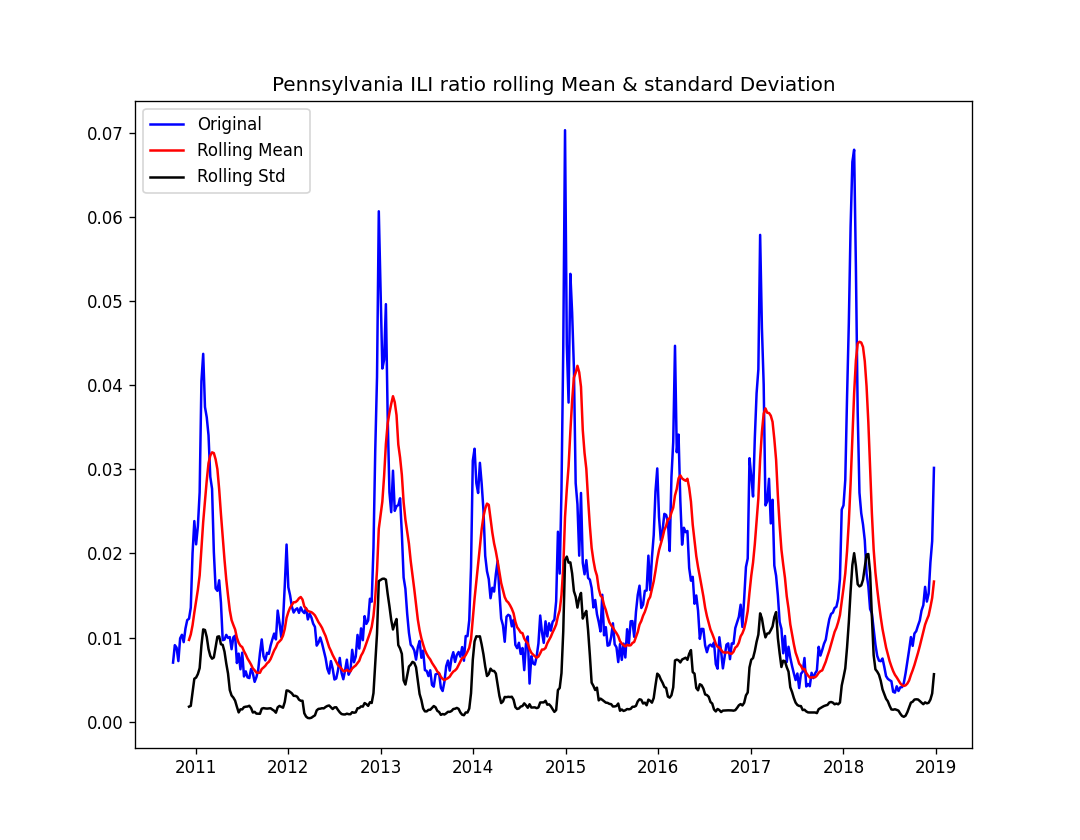 Pennsylvania ILI ratio rolling Mean & standard Deviation
Original
Rolling Mean
Rolling Std
0.07
0.06
0.05
0.04
0.03
0.02
0.01
0.00
2011 2012 2013 2014 2015 2016 2017 2018 2019